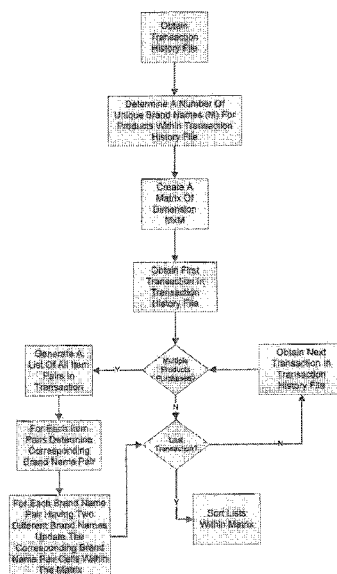 Obtain
Transaction
History File
Determine A Number Of
Unique Brand Names (M) For
Products Within Transaction
History File
Create A
Matrix Of
Dimension
MxM
Obtain First
Transaction In
Transaction
History File
Multiple
Products
Purchased?
Y
N
Generate A
List Of All Item
Pairs In
Transaction
Obtain Next
Transaction In
Transaction
History File
For Each Item
Pairs Determine
Corresponding
Brand Name Pair
Last
Transaction?
N
Y
For Each Brand Name
Pair Having Two
Different Brand Names
Update The
Corresponding Brand
Name Pair Cells Within
The Matrix
Sort Lists
Within Matrix